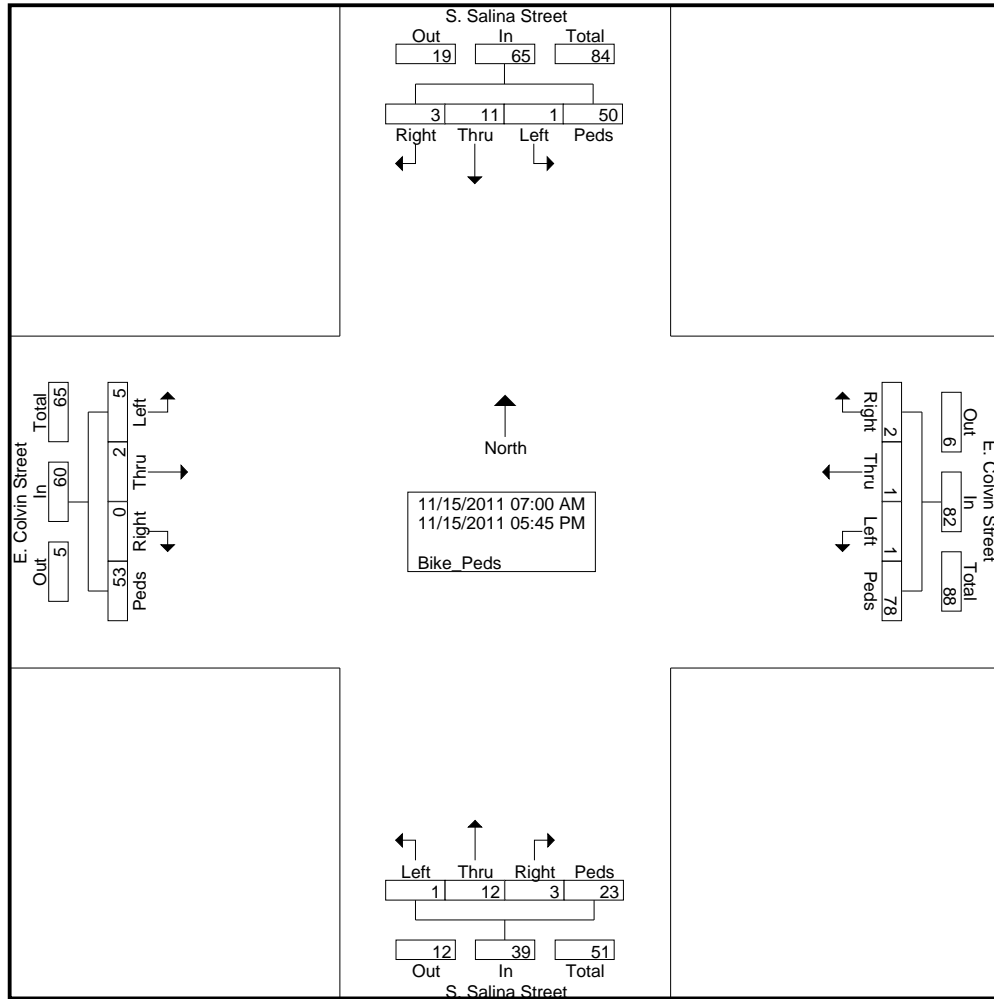 S. Salina Street
Out In Total
19 65 84
3 11 1 50
Right Thru Left Peds
E. Colvin Street
Total In Out
65 60 5
5 2 0 53
Left Thru Right Peds
North
11/15/2011 07:00 AM
11/15/2011 05:45 PM
Bike_Peds
E. Colvin Street
Out In Total
6 82 88
2 1 1 78
Right Thru Left Peds
Left Thru Right Peds
1 12 3 23
12 39 51
Out In Total
S. Salina Street